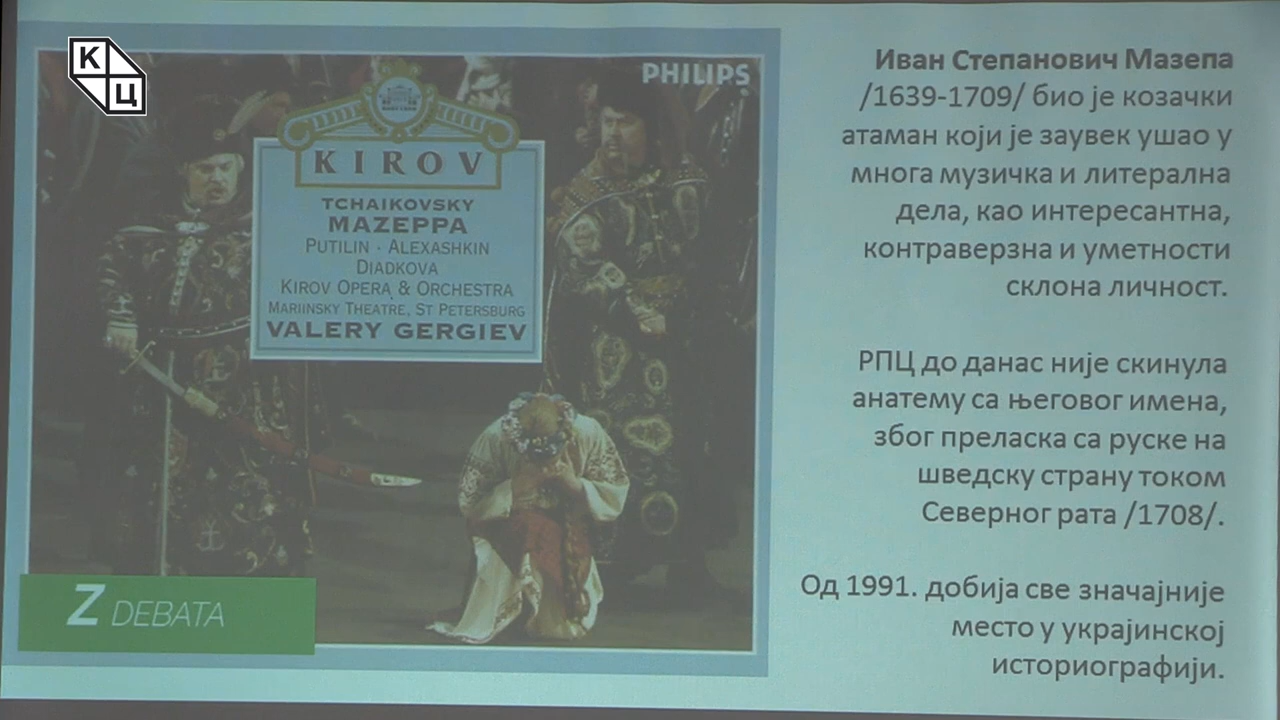 К
Ц
PHILIPS
KIROV
TCHAIKOVSKY
MAZEPPA
PUTILIN · ALEXASHKIN
DIADKOVA
KIROV OPERA & ORCHESTRA
MARIINSKY THEATRE, ST PETERSBURG
VALERY GERGIEV
Z DEBATA
Иван Степанович Мазепа
/1639-1709/ био је козачки
атаман који је заувек ушао у
многа музичка и литерална
дела, као интересантна,
контраверзна и уметности
склона личност.
РПЦ до данас није скинула
анатему са његовог имена,
због преласка са руске на
шведску страну током
Северног рата /1708/.
Од 1991. добија све значајније
место у украјинској
историографији.